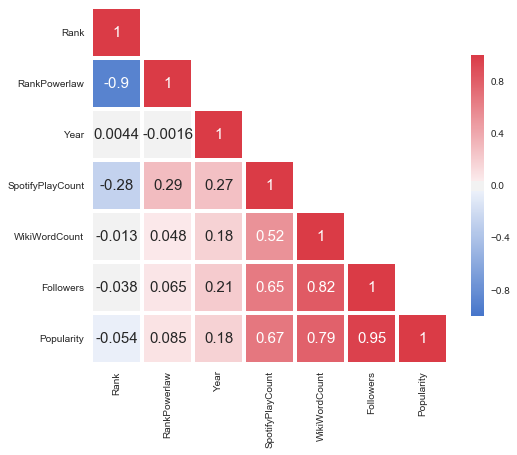 Rank 1
RankPowerlaw -0.9 1
Year 0.0044 -0.0016 1
SpotifyPlayCount -0.28 0.29 0.27 1
WikiWordCount -0.013 0.048 0.18 0.52 1
Followers -0.038 0.065 0.21 0.65 0.82 1
Popularity -0.054 0.085 0.18 0.67 0.79 0.95 1
Rank RankPowerlaw Year SpotifyPlayCount WikiWordCount Followers Popularity
0.8
0.4
0.0
−0.4
−0.8